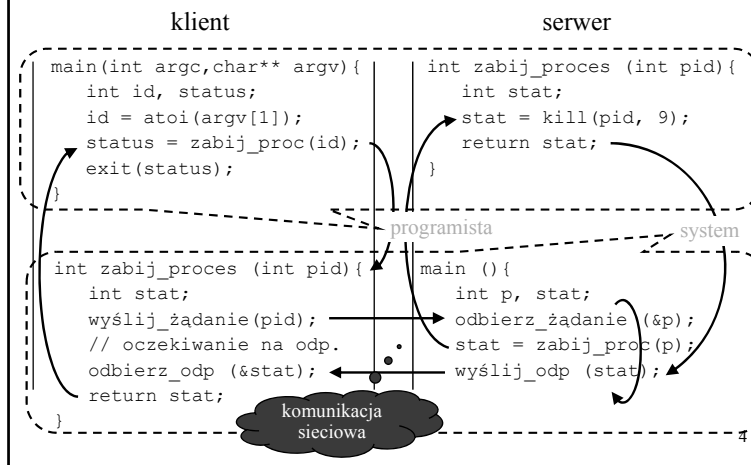 klient
serwer
main(int argc,char** argv){
int id, status;
id = atoi(argv[1]);
status = zabij_proc(id);
exit(status);
}
int zabij_proces (int pid){
int stat;
stat = kill(pid, 9);
return stat;
}
programista
system
int zabij_proces (int pid){
int stat;
wyślij_żądanie(pid);
// oczekiwanie na odp.
odbierz_odp (&stat);
return stat;
}
main (){
int p, stat;
odbierz_żądanie (&p);
stat = zabij_proc(p);
wyślij_odp (stat);
komunikacja
sieciowa
4